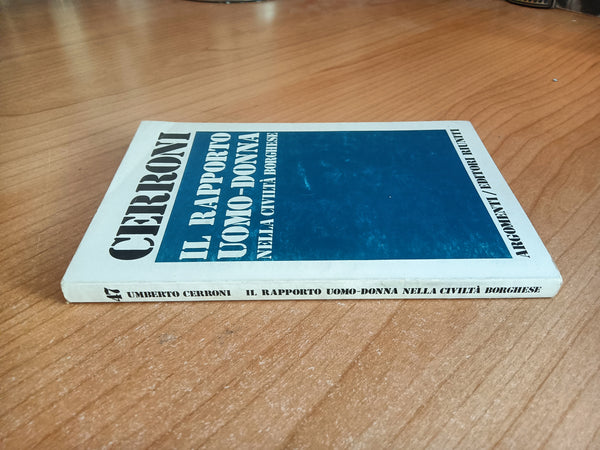 CERRONI
IL RAPPORTO
UOMO-DONNA
NELLA CIVILTÀ BORGHESE
ARGOMENTI/EDITORI RIUNITI
47 UMBERTO CERRONI IL RAPPORTO UOMO-DONNA NELLA CIVILTÀ BORGHESE